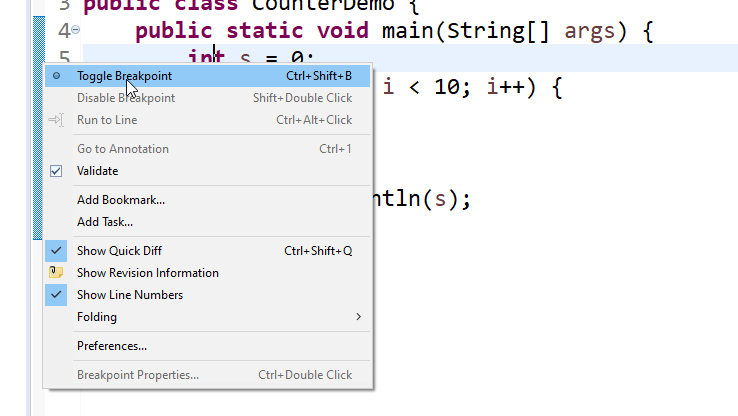 3 public class CounterDemo {
4 public static void main(String[] args) {
5 int s = 0;
i < 10; i++) {
ntln(s);
Toggle Breakpoint Ctrl+Shift+B
Disable Breakpoint Shift+Double Click
Run to Line Ctrl+Alt+Click
Go to Annotation Ctrl+1
Validate
Add Bookmark...
Add Task...
Show Quick Diff Ctrl+Shift+Q
Show Revision Information
Show Line Numbers
Folding
Preferences...
Breakpoint Properties... Ctrl+Double Click